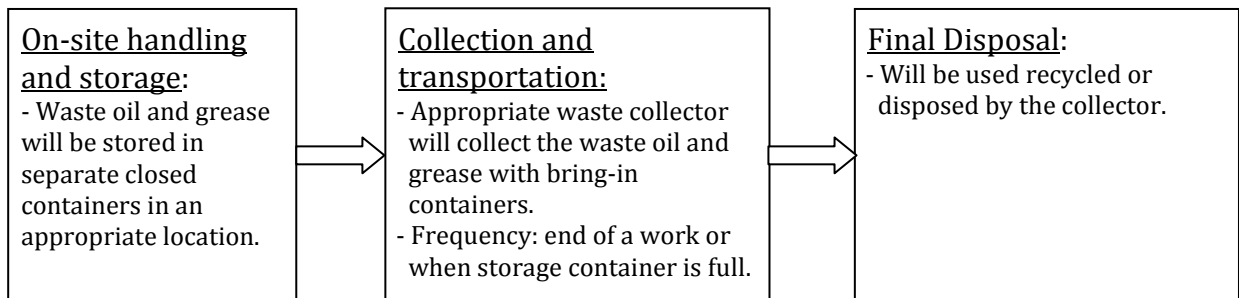 On-site handling
and storage:
- Waste oil and grease
will be stored in
separate closed
containers in an
appropriate location.
Collection and
transportation:
- Appropriate waste collector
will collect the waste oil and
grease with bring-in
containers.
- Frequency: end of a work or
when storage container is full.
Final Disposal:
- Will be used recycled or
disposed by the collector.